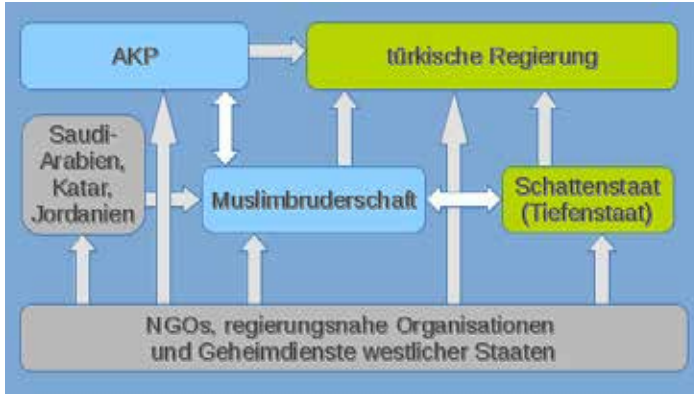 AKP
türkische Regierung
Saudi-
Arabien,
Katar,
Jordanien
Muslimbruderschaft
Schattenstaat
(Tiefenstaat)
NGOs, regierungsnahe Organisationen
und Geheimdienste westlicher Staaten